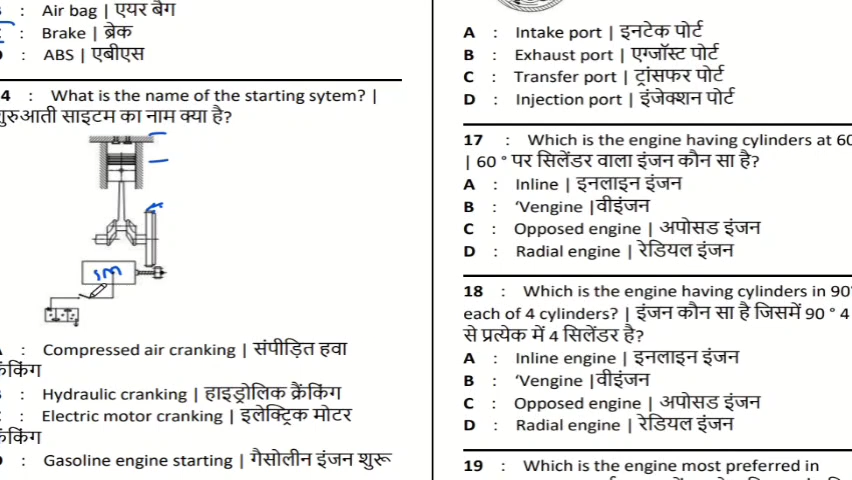 : Air bag | एयर बैग
: Brake | ब्रेक
: ABS | एबीएस
4 : What is the name of the starting sytem? |
शुरुआती साइटम का नाम क्या है?
SM
: Compressed air cranking | संपीड़ित हवा
क्रैंकिंग
: Hydraulic cranking | हाइड्रोलिक क्रैंकिंग
: Electric motor cranking | इलेक्ट्रिक मोटर
क्रैंकिंग
: Gasoline engine starting | गैसोलीन इंजन शुरू
A : Intake port | इनटेक पोर्ट
B : Exhaust port | एग्जॉस्ट पोर्ट
C : Transfer port | ट्रांसफर पोर्ट
D : Injection port | इंजेक्शन पोर्ट
17 : Which is the engine having cylinders at 60
| 60 ° पर सिलेंडर वाला इंजन कौन सा है?
A : Inline | इनलाइन इंजन
B : ‘Vengine |वीइंजन
C : Opposed engine | अपोसड इंजन
D : Radial engine | रेडियल इंजन
18 : Which is the engine having cylinders in 90°
each of 4 cylinders? | इंजन कौन सा है जिसमें 90 ° 4
से प्रत्येक में 4 सिलेंडर है?
A : Inline engine | इनलाइन इंजन
B : ‘Vengine |वीइंजन
C : Opposed engine | अपोसड इंजन
D : Radial engine | रेडियल इंजन
19 : Which is the engine most preferred in